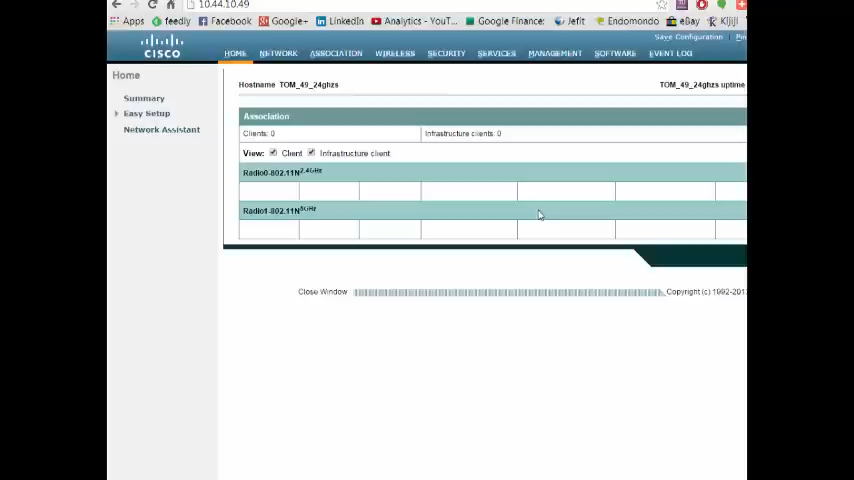 10.44.10.49
Apps feedly Facebook Google+ LinkedIn Analytics - YouT... Google Finance: Jefit Endomondo eBay Kijiji
Save Configuration
CISCO
HOME NETWORK ASSOCIATION WIRELESS SECURITY SERVICES MANAGEMENT SOFTWARE EVENT LOG
Home
Summary
Easy Setup
Network Assistant
Hostname TOM_49_24ghzs TOM_49_24ghzs uptime
Association
Clients: 0 Infrastructure clients: 0
View: Client Infrastructure client
Radio0-802.11N2.4GHz
Radio1-802.11N5GHz
Close Window Copyright (c) 1992-201